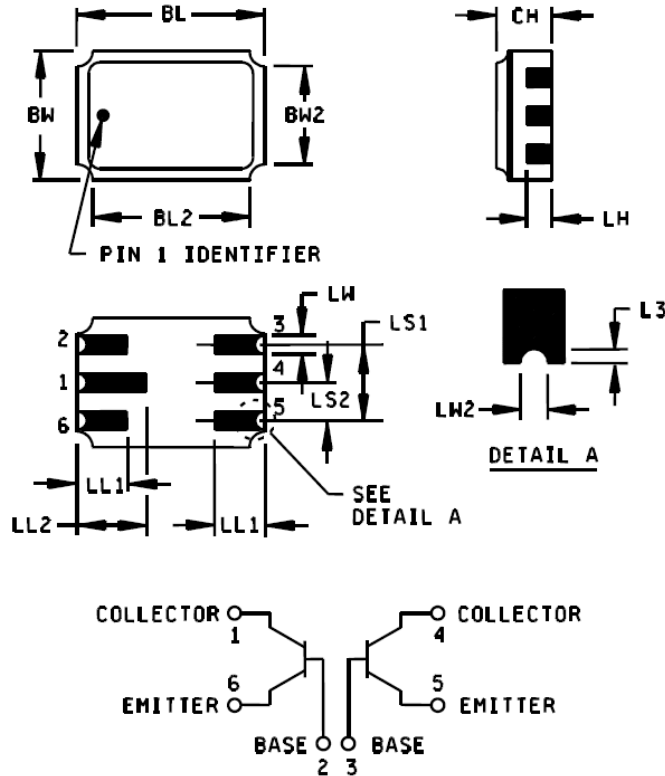 BL
CH
BW
BW2
BL2
LH
PIN 1 IDENTIFIER
LW
LS1
L3
2
3
1
4
LS2
6
5
LW2
DETAIL A
LL1
LL2
LL1
SEE
DETAIL A
COLLECTOR
1
4
COLLECTOR
6
5
EMITTER
EMITTER
BASE
BASE
2
3